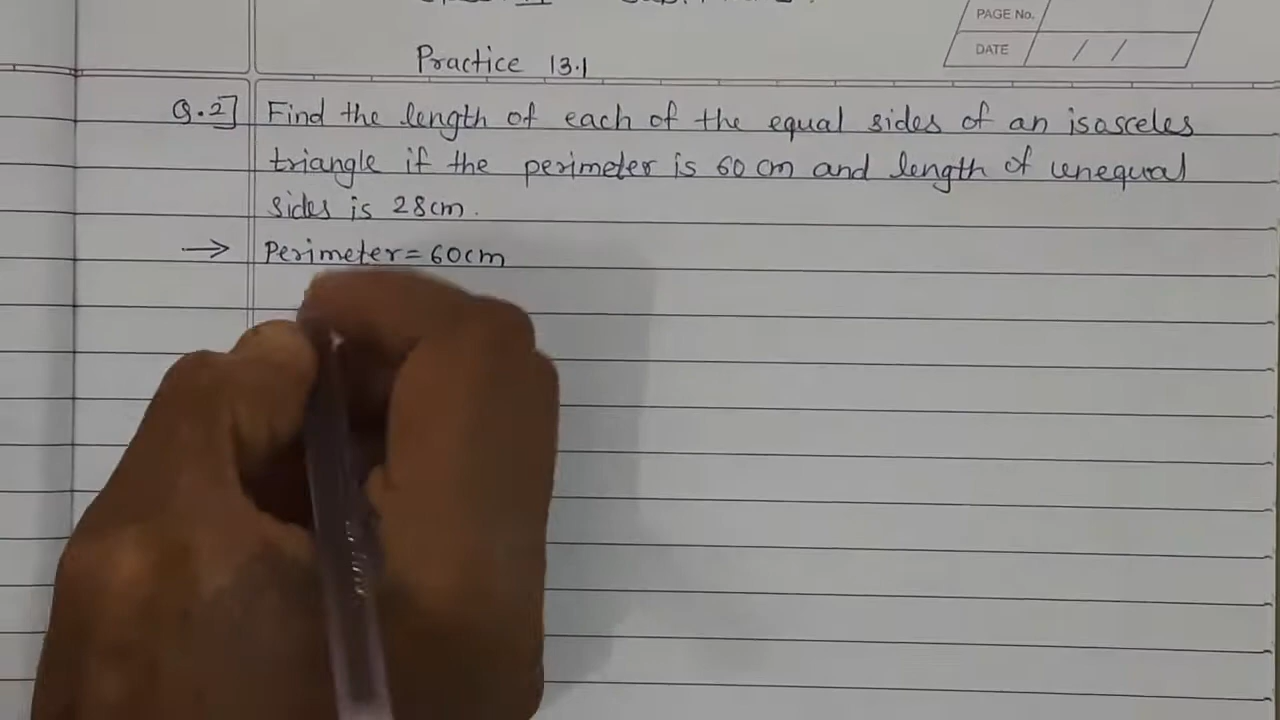 PAGE No.
DATE / /
Practice 13.1
Q.2] Find the length of each of the equal sides of an isosceles
triangle if the perimeter is 60 cm and length of unequal
sides is 28cm.
→ Perimeter = 60cm